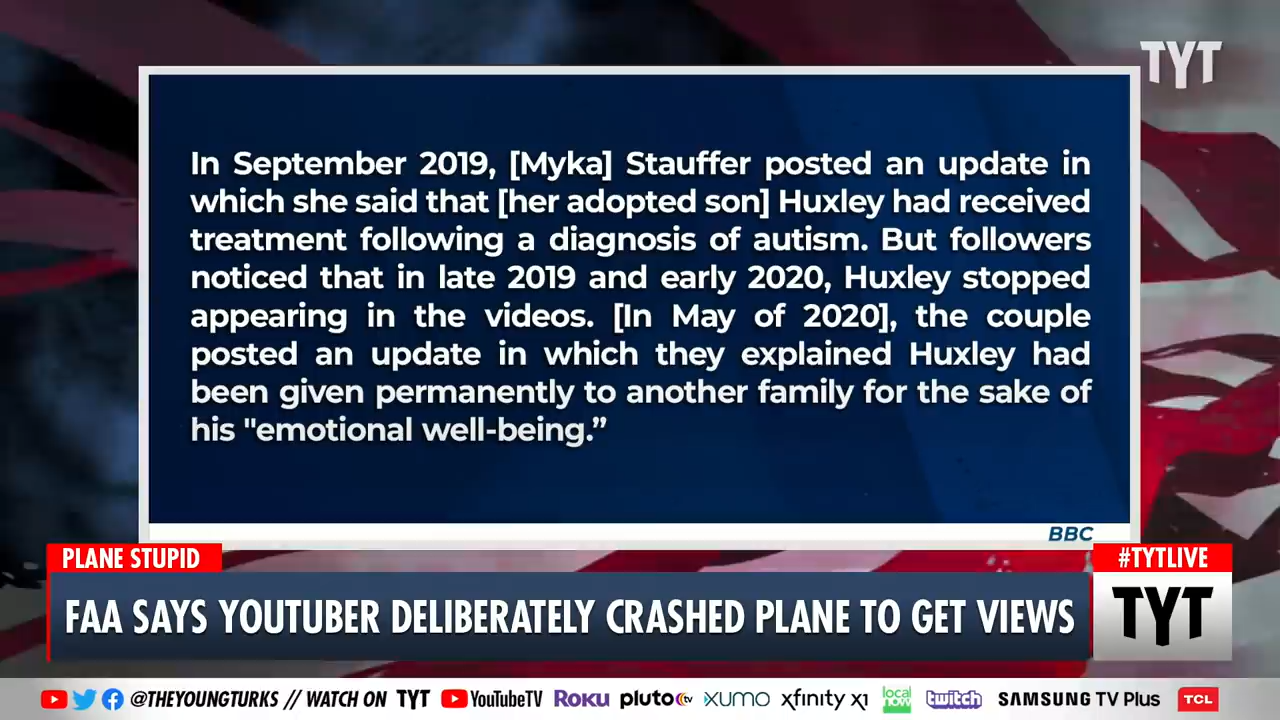 TYT
In September 2019, [Myka] Stauffer posted an update in
which she said that [her adopted son] Huxley had received
treatment following a diagnosis of autism. But followers
noticed that in late 2019 and early 2020, Huxley stopped
appearing in the videos. [In May of 2020], the couple
posted an update in which they explained Huxley had
been given permanently to another family for the sake of
his "emotional well-being.”
BBC
PLANE STUPID
#TYTLIVE
FAA SAYS YOUTUBER DELIBERATELY CRASHED PLANE TO GET VIEWS
TYT
@THEYOUNGTURKS // WATCH ON TYT YouTubeTV ROKU pluto tv XUMO xfinity x1 local now twitch SAMSUNG TV Plus TCL